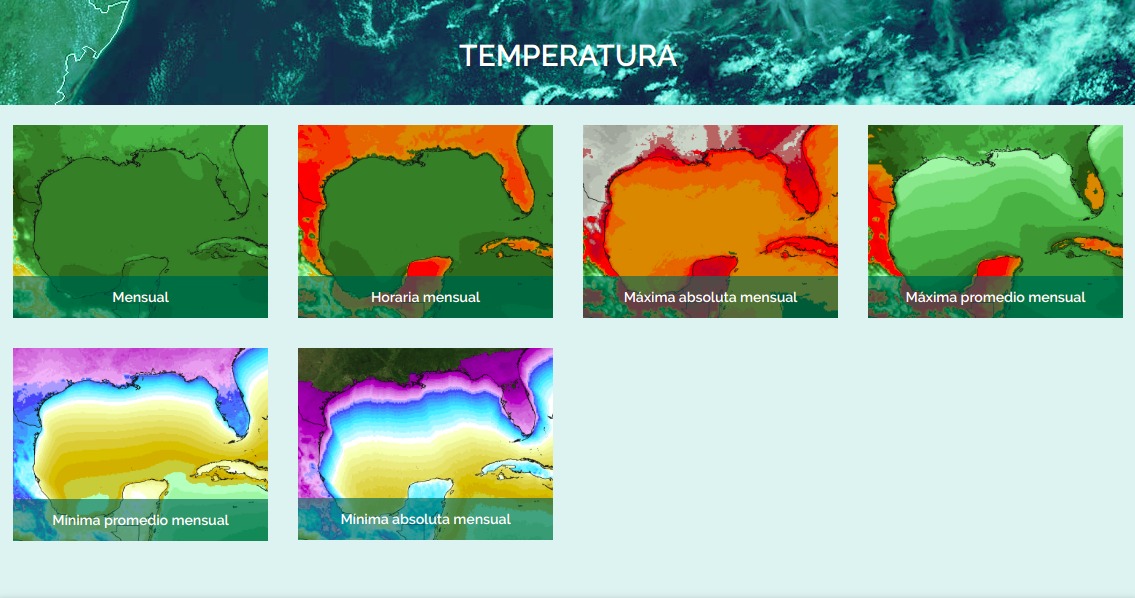 TEMPERATURA
Mensual
Horaria mensual
Máxima absoluta mensual
Máxima promedio mensual
Mínima promedio mensual
Mínima absoluta mensual